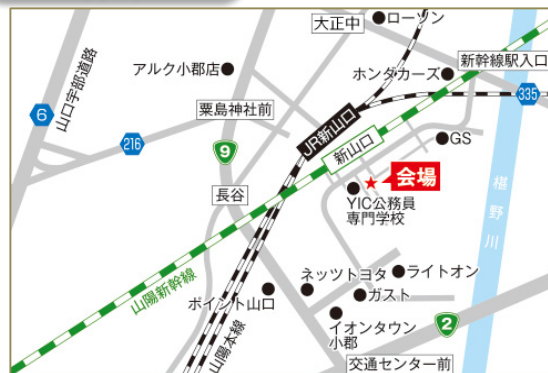 ローソン
大正中
新幹線駅入口
アルク小郡店
ホンダカーズ
山口宇部道路
335
粟島神社前
6
216
JR新山口
9
新山口
GS
会場
長谷
YIC公務員
専門学校
椹野川
山陽新幹線
ネッツトヨタ
ライトオン
ポイント山口
ガスト
イオンタウン
小郡
2
山陽本線
交通センター前